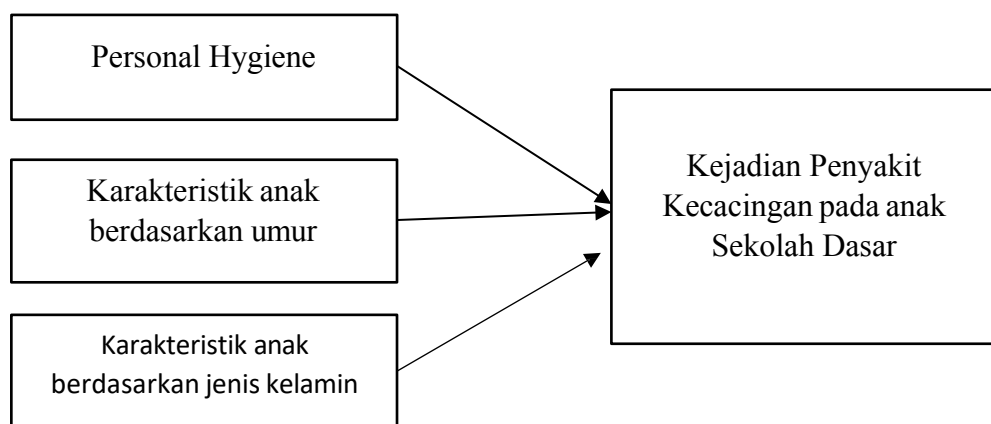 Personal Hygiene
Karakteristik anak
berdasarkan umur
Karakteristik anak
berdasarkan jenis kelamin
Kejadian Penyakit
Kecacingan pada anak
Sekolah Dasar